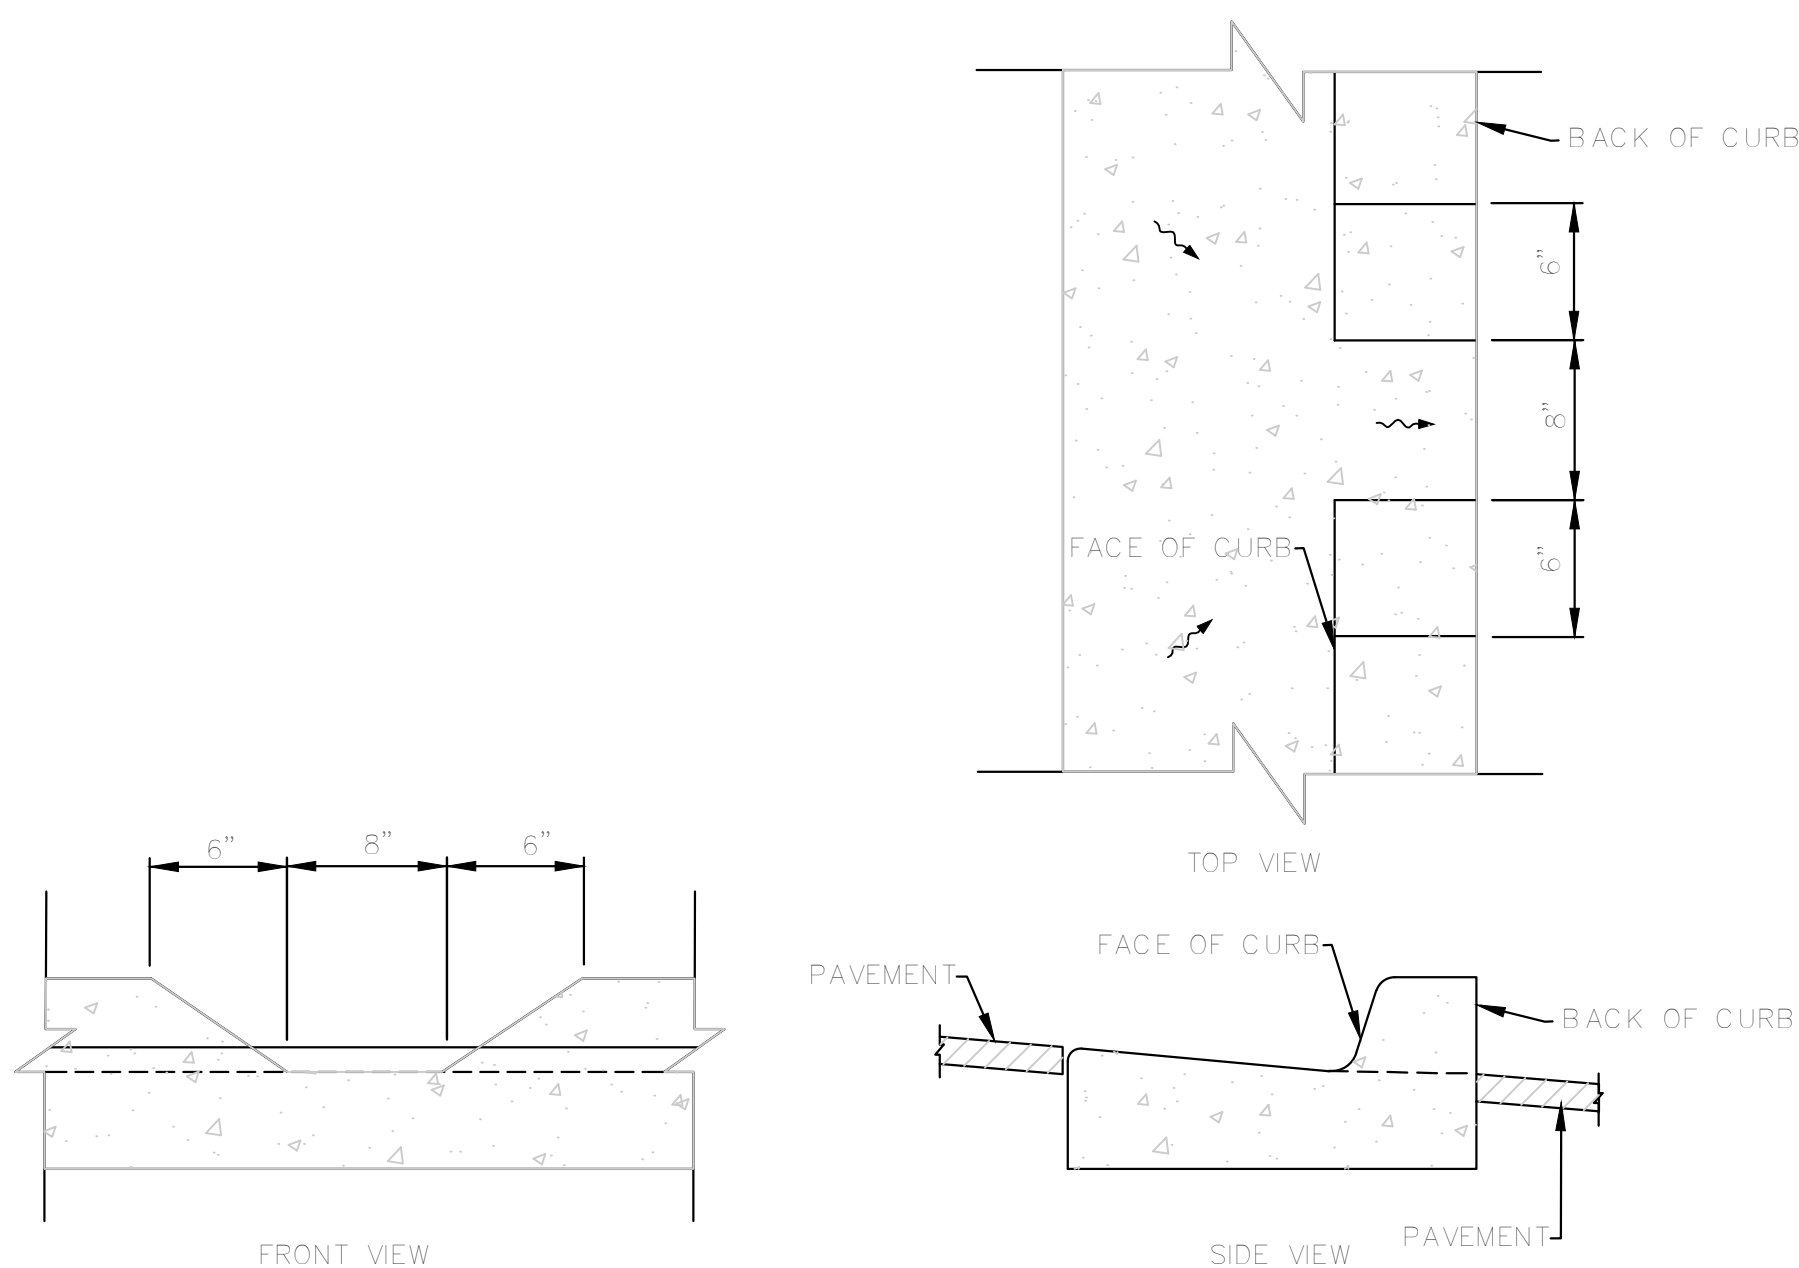 BACK OF CURB
6”
8”
FACE OF CURB
6”
TOP VIEW
6”
8”
6”
FACE OF CURB
PAVEMENT
BACK OF CURB
PAVEMENT
FRONT VIEW
SIDE VIEW